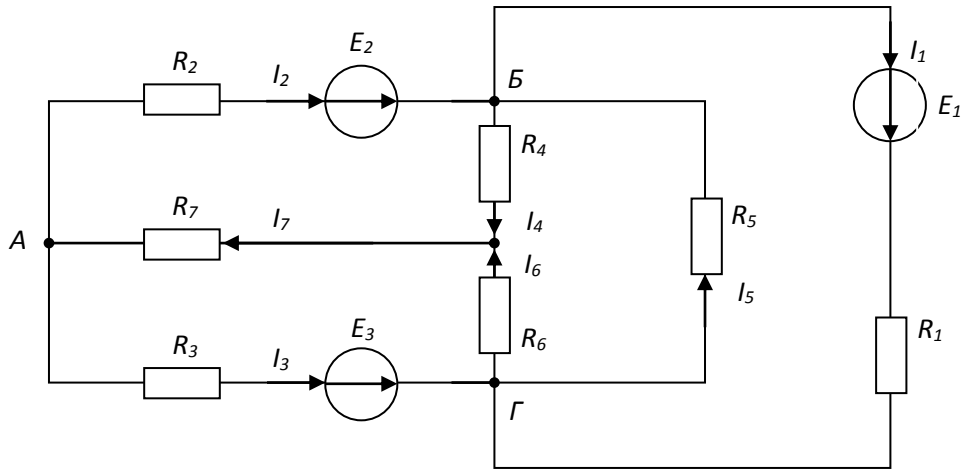 I₁
E₁
E₂
R₂
I₂
Б
R₄
R₇
I₇
I₄
А
R₅
I₆
I₅
E₃
R₃
I₃
R₆
R₁
Г